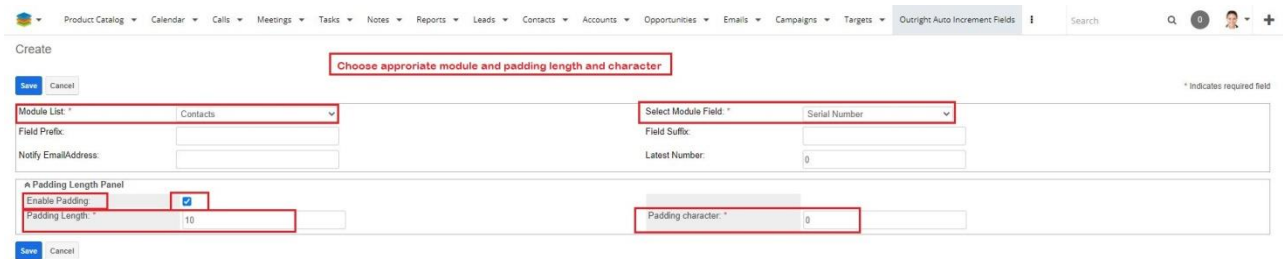 Product Catalog Calendar Calls Meetings Tasks Notes Reports Leads Contacts Accounts Opportunities Emails Campaigns Targets Outright Auto Increment Fields Search 0
Create
Choose approriate module and padding length and character
Save Cancel * Indicates required field
Module List: * Contacts Select Module Field: * Serial Number
Field Prefix: Field Suffix:
Notify EmailAddress: Latest Number: 0
Padding Length Panel
Enable Padding:
Padding Length: * 10 Padding character: * 0
Save Cancel